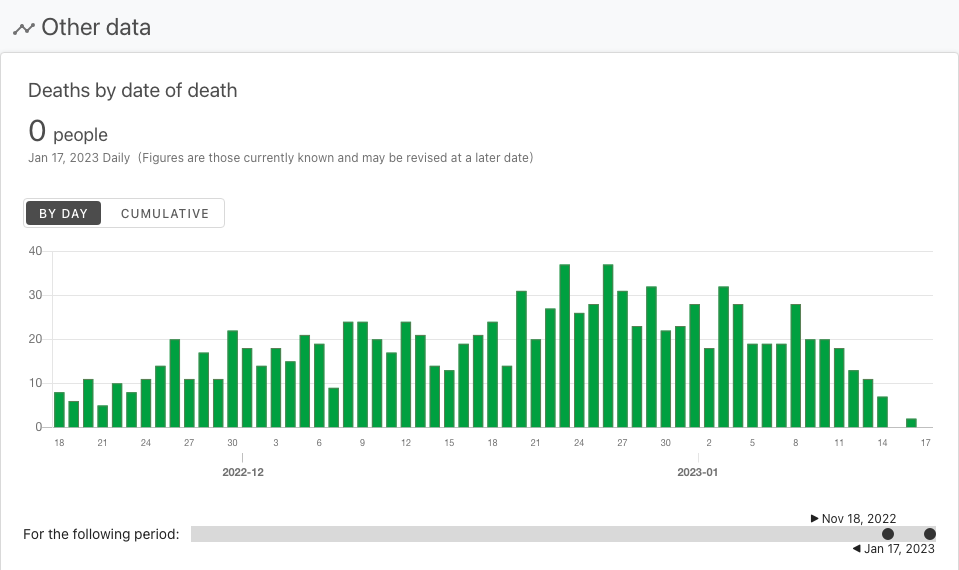 Other data
Deaths by date of death
0 people
Jan 17, 2023 Daily (Figures are those currently known and may be revised at a later date)
BY DAY CUMULATIVE
40
30
20
10
0
18 21 24 27 30 3 6 9 12 15 18 21 24 27 30 2 5 8 11 14 17
2022-12 2023-01
▶ Nov 18, 2022
For the following period:
◀ Jan 17, 2023